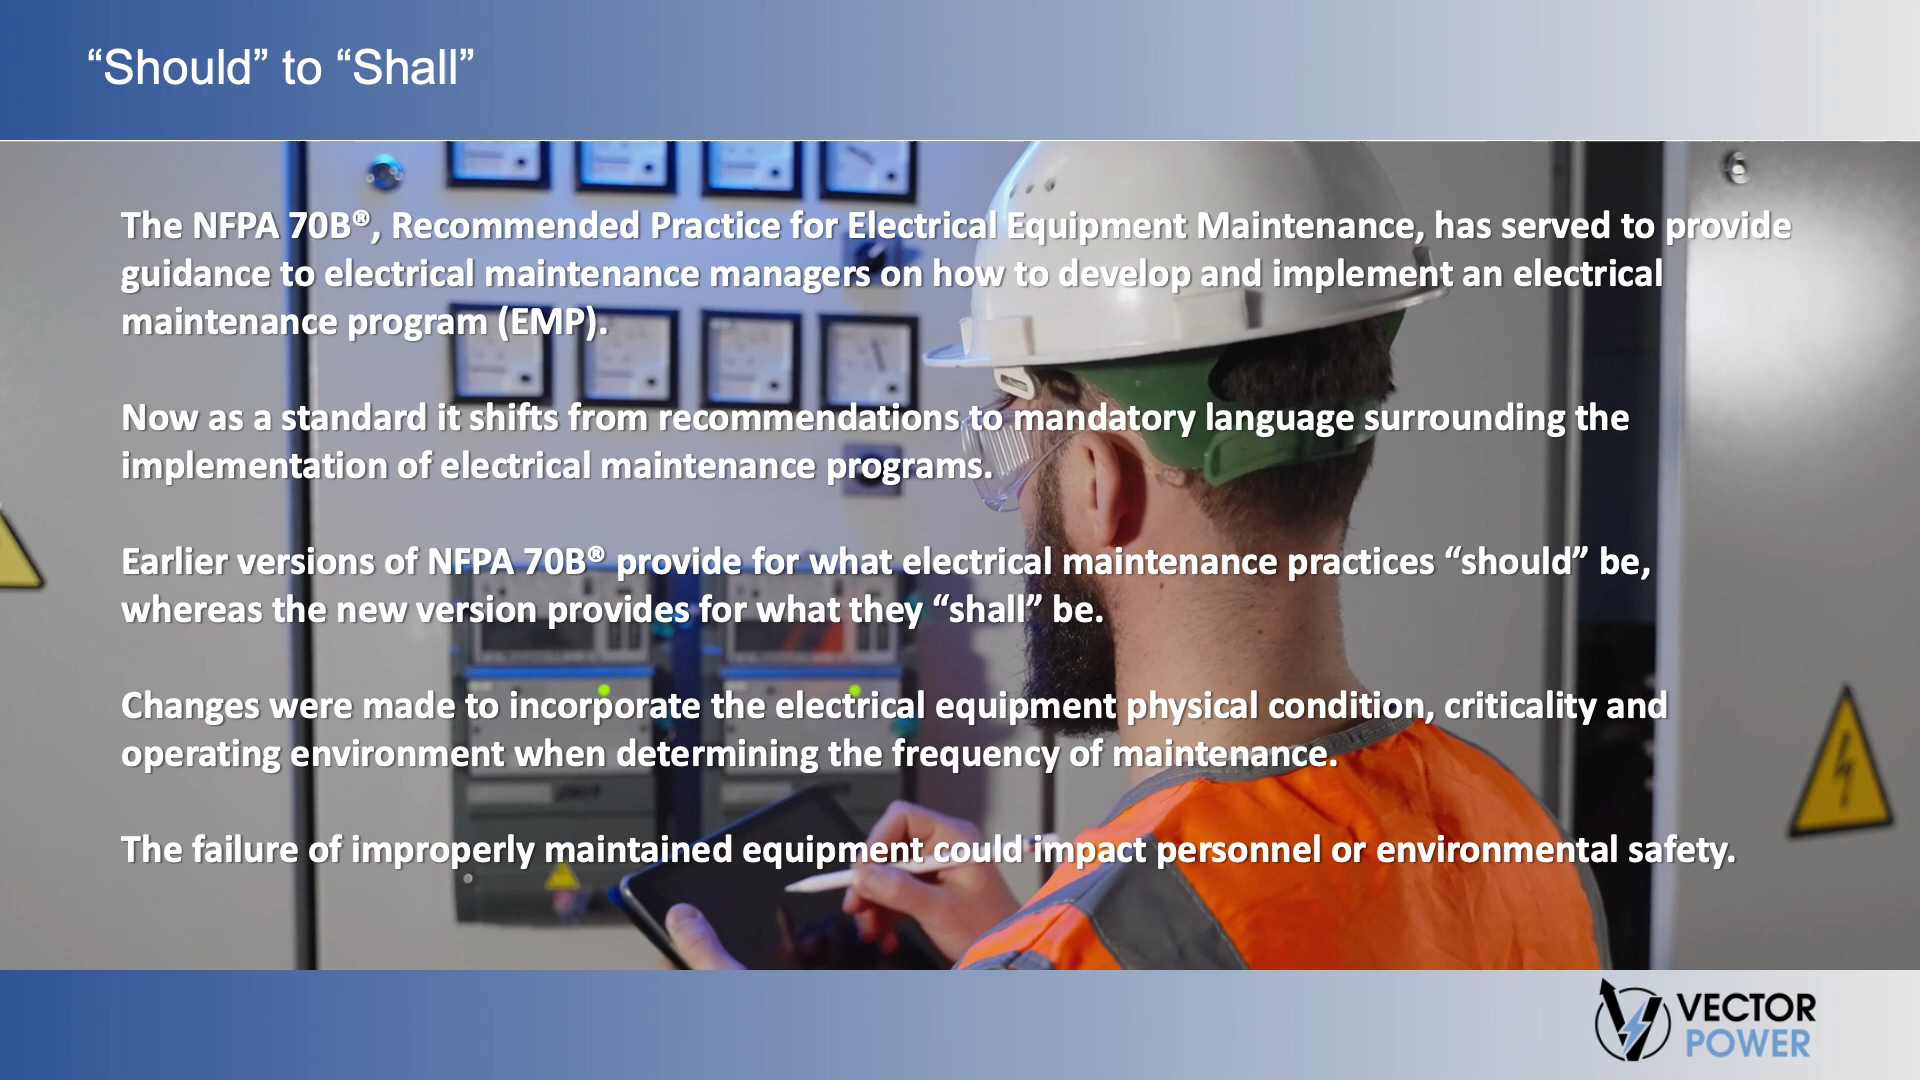 “Should” to “Shall”
The NFPA 70B®, Recommended Practice for Electrical Equipment Maintenance, has served to provide
guidance to electrical maintenance managers on how to develop and implement an electrical
maintenance program (EMP).
Now as a standard it shifts from recommendations to mandatory language surrounding the
implementation of electrical maintenance programs.
Earlier versions of NFPA 70B® provide for what electrical maintenance practices “should” be,
whereas the new version provides for what they “shall” be.
Changes were made to incorporate the electrical equipment physical condition, criticality and
operating environment when determining the frequency of maintenance.
The failure of improperly maintained equipment could impact personnel or environmental safety.
VECTOR
POWER